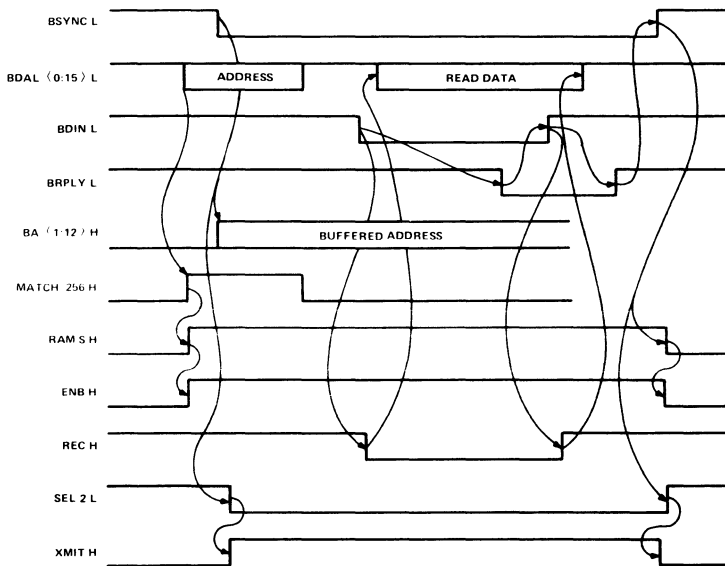 BSYNC L
BDAL ⟨0:15⟩ L ADDRESS READ DATA
BDIN L
BRPLY L
BA ⟨1:12⟩ H BUFFERED ADDRESS
MATCH 256 H
RAM S H
ENB H
REC H
SEL 2 L
XMIT H